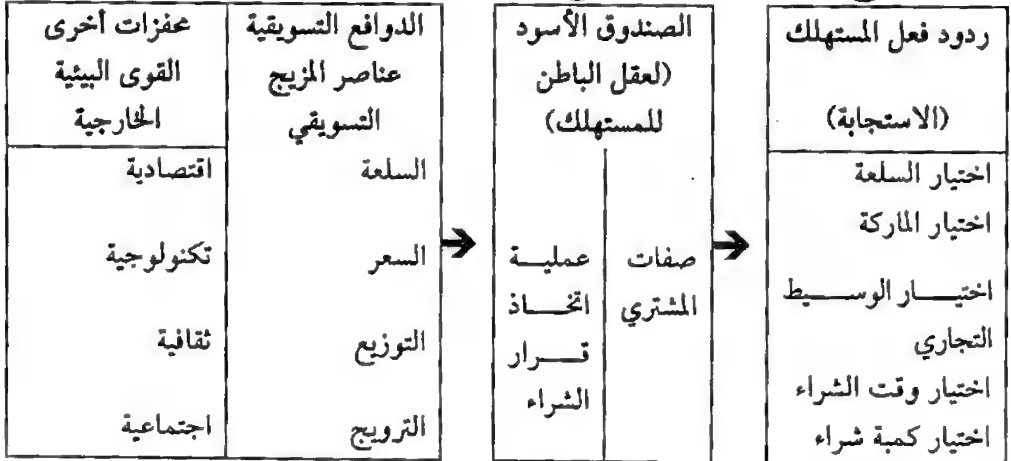 ردود فعل المستهلك
(الاستجابة)
اختيار السلعة
اختيار الماركة
اختيار الوسيط
التجاري
اختيار وقت الشراء
اختيار كمبة شراء
الصندوق الأسود
(لعقل الباطن
للمستهلك)
صفات
المشتري
عملية
اتخاذ
قرار
الشراء
الدوافع التسويقية
عناصر المزيج
التسويقي
السلعة
السعر
التوزيع
الترويج
محفزات أخرى
القوى البيئية
الخارجية
اقتصادية
تكنولوجية
ثقافية
اجتماعية